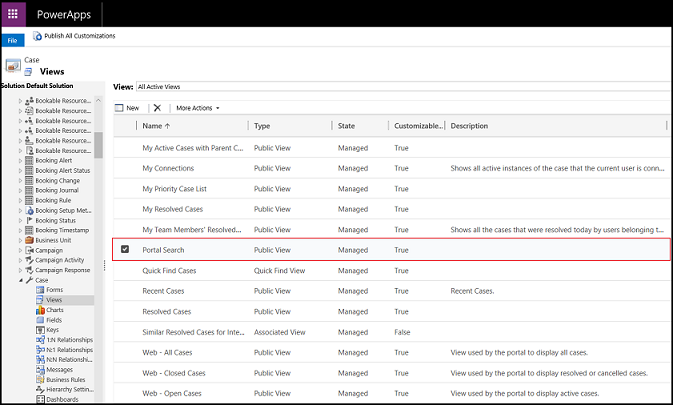 PowerApps
File
Publish All Customizations
Case
Views
Solution Default Solution
Bookable Resource...
Bookable Resource...
Bookable Resource...
Bookable Resource...
Bookable Resource...
Bookable Resource...
Booking Alert
Booking Alert Status
Booking Change
Booking Journal
Booking Rule
Booking Setup Met...
Booking Status
Booking Timestamp
Business Unit
Campaign
Campaign Activity
Campaign Response
Case
Forms
Views
Charts
Fields
Keys
1:N Relationships
N:1 Relationships
N:N Relationshi...
Messages
Business Rules
Hierarchy Settin...
Dashboards
View: All Active Views
New More Actions
Name Type State Customizable... Description
My Active Cases with Parent C... Public View Managed True
My Connections Public View Managed True Shows all active instances of the case that the current user is conn...
My Priority Case List Public View Managed True
My Resolved Cases Public View Managed True
My Team Members' Resolved... Public View Managed True Shows all the cases that were resolved today by users belonging t...
Portal Search Public View Managed True
Quick Find Cases Quick Find View Managed True
Recent Cases Public View Managed True Recent Cases.
Resolved Cases Public View Managed True
Similar Resolved Cases for Inte... Associated View Managed False
Web - All Cases Public View Managed True View used by the portal to display all cases.
Web - Closed Cases Public View Managed True View used by the portal to display resolved or cancelled cases.
Web - Open Cases Public View Managed True View used by the portal to display active cases.